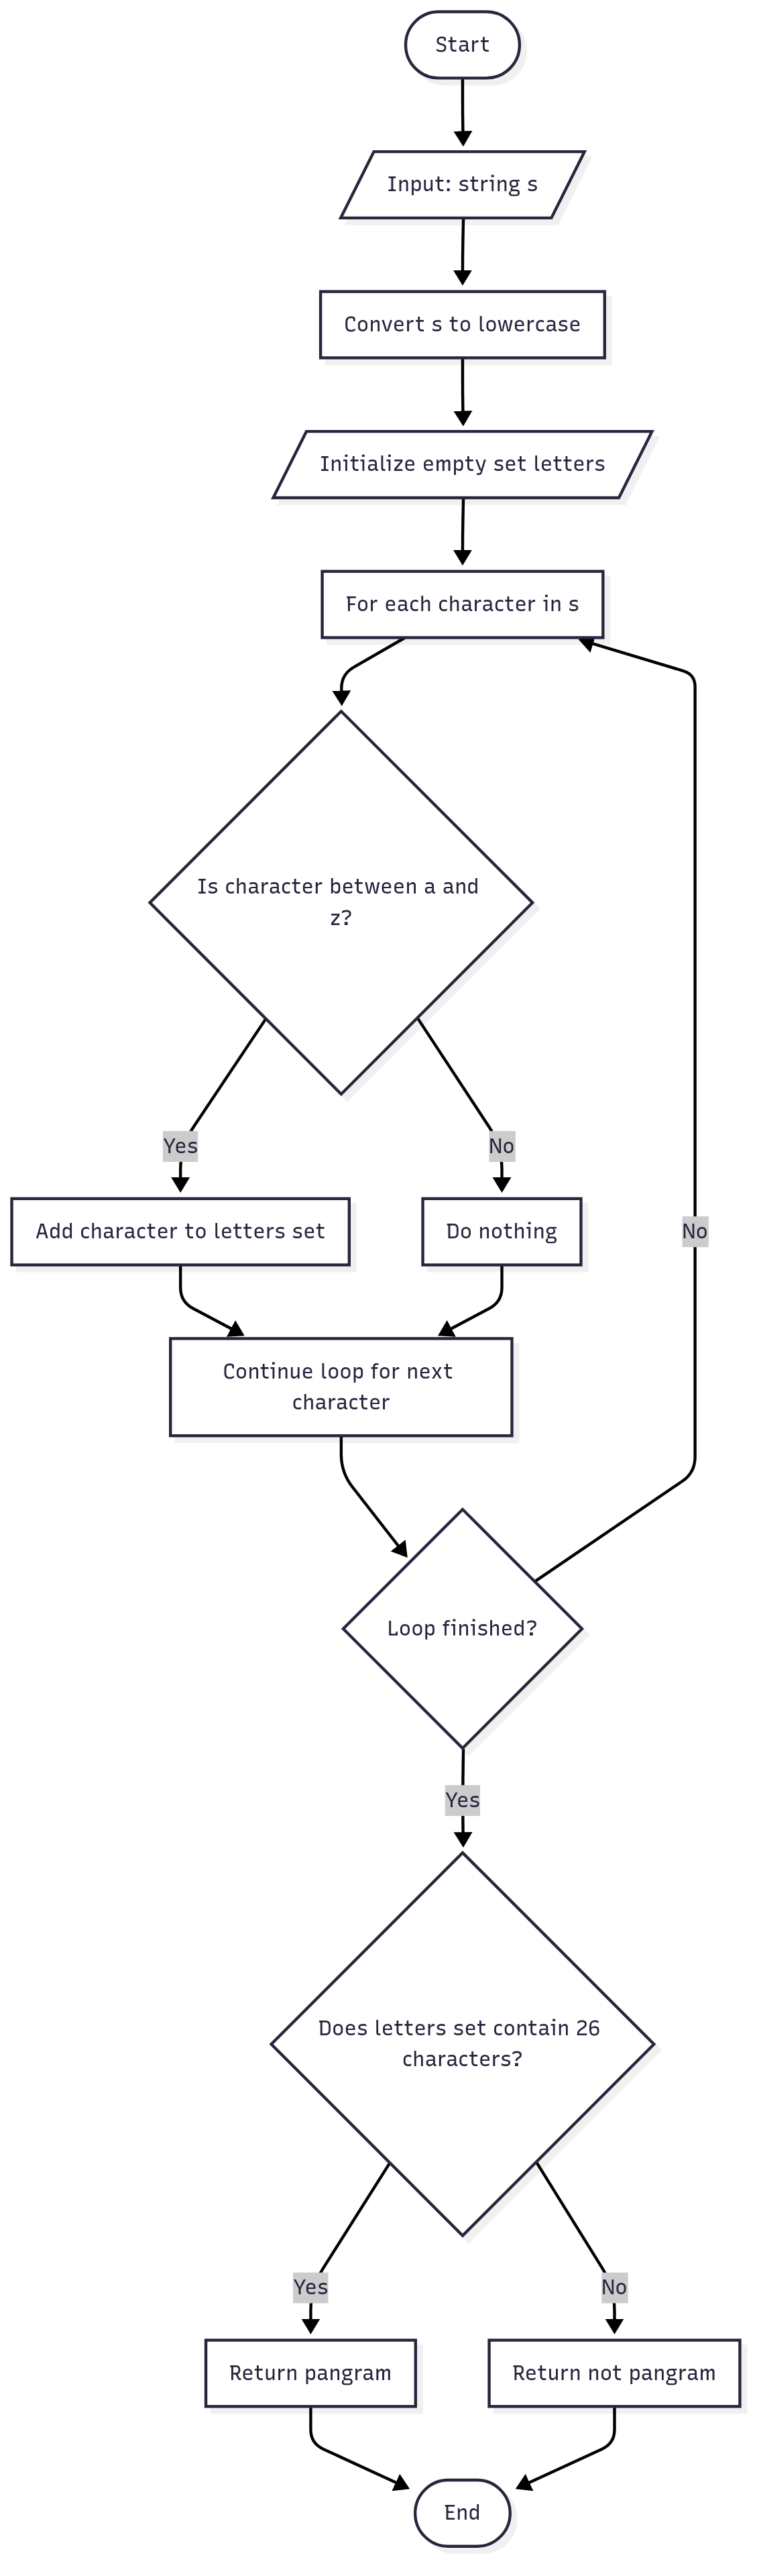 Start
Input: string s
Convert s to lowercase
Initialize empty set letters
For each character in s
Is character between a and
z?
Yes
No
Add character to letters set
Do nothing
No
Continue loop for next
character
Loop finished?
Yes
Does letters set contain 26
characters?
Yes
No
Return pangram
Return not pangram
End